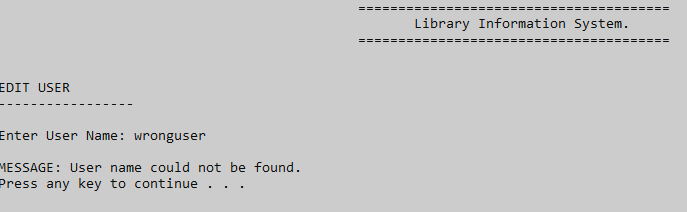 =======================================
Library Information System.
=======================================
EDIT USER
-----------------
Enter User Name: wronguser
MESSAGE: User name could not be found.
Press any key to continue . . .